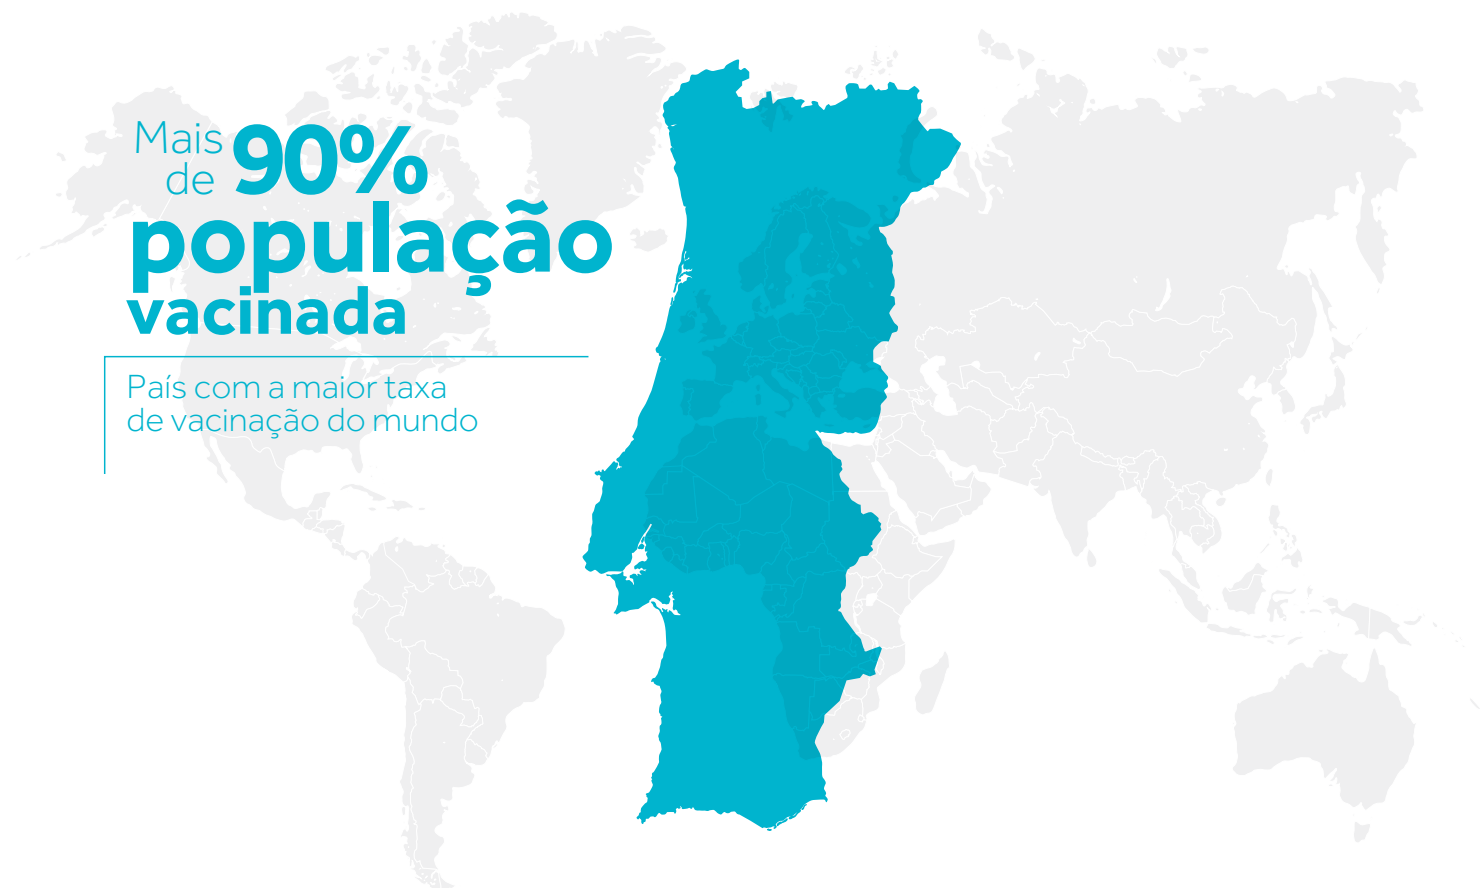 Mais
de 90%
população
vacinada
País com a maior taxa
de vacinação do mundo